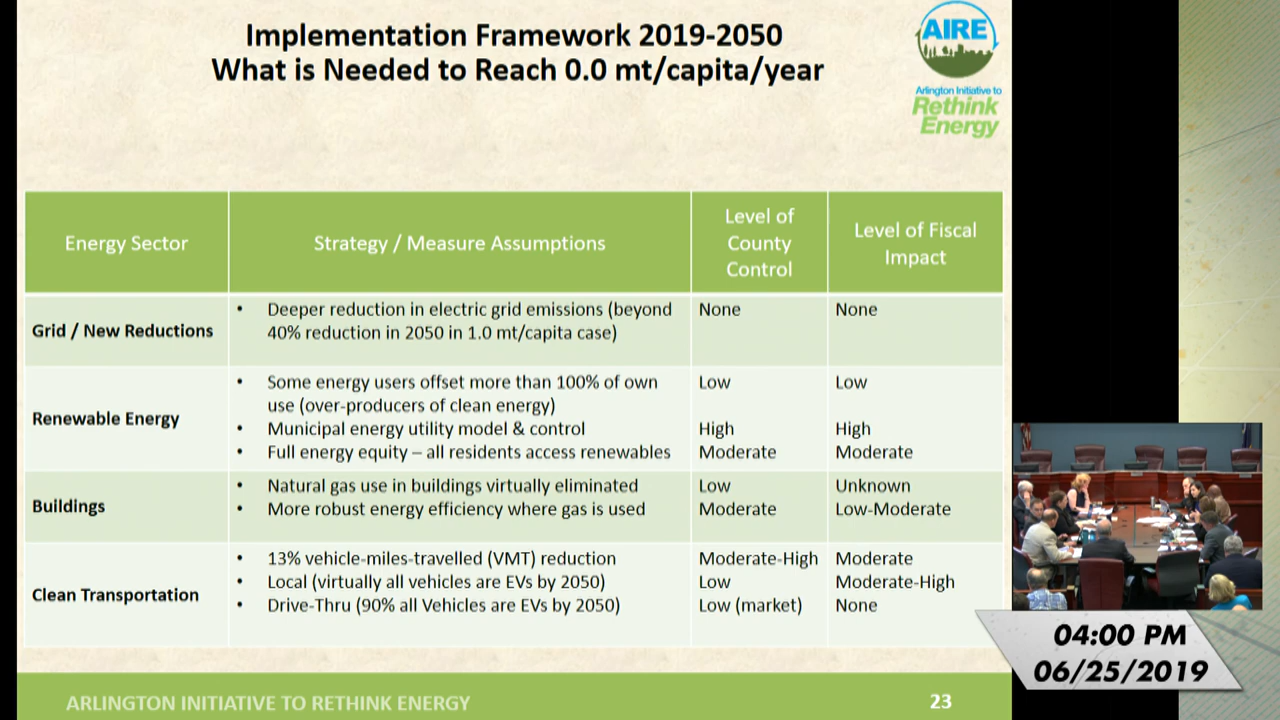 Implementation Framework 2019-2050
What is Needed to Reach 0.0 mt/capita/year
AIRE
Arlington Initiative to
Rethink
Energy
Energy Sector
Strategy / Measure Assumptions
Level of
County
Control
Level of Fiscal
Impact
Grid / New Reductions
• Deeper reduction in electric grid emissions (beyond
40% reduction in 2050 in 1.0 mt/capita case)
None
None
Renewable Energy
• Some energy users offset more than 100% of own
use (over-producers of clean energy)
Low
Low
• Municipal energy utility model & control
High
High
• Full energy equity – all residents access renewables
Moderate
Moderate
Buildings
• Natural gas use in buildings virtually eliminated
Low
Unknown
• More robust energy efficiency where gas is used
Moderate
Low-Moderate
Clean Transportation
• 13% vehicle-miles-travelled (VMT) reduction
Moderate-High
Moderate
• Local (virtually all vehicles are EVs by 2050)
Low
Moderate-High
• Drive-Thru (90% all Vehicles are EVs by 2050)
Low (market)
None
ARLINGTON INITIATIVE TO RETHINK ENERGY
23
04:00 PM
06/25/2019